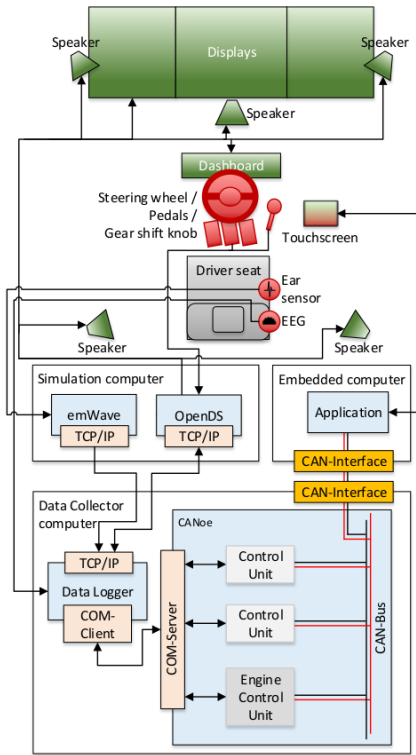 Speaker
Displays
Speaker
Speaker
Dashboard
Steering wheel /
Pedals /
Gear shift knob
Touchscreen
Driver seat
Ear
sensor
EEG
Speaker
Speaker
Simulation computer
emWave
TCP/IP
OpenDS
TCP/IP
Embedded computer
Application
CAN-Interface
CAN-Interface
Data Collector
computer
TCP/IP
Data Logger
COM-
Client
CANoe
COM-Server
Control
Unit
Control
Unit
Engine
Control
Unit
CAN-Bus